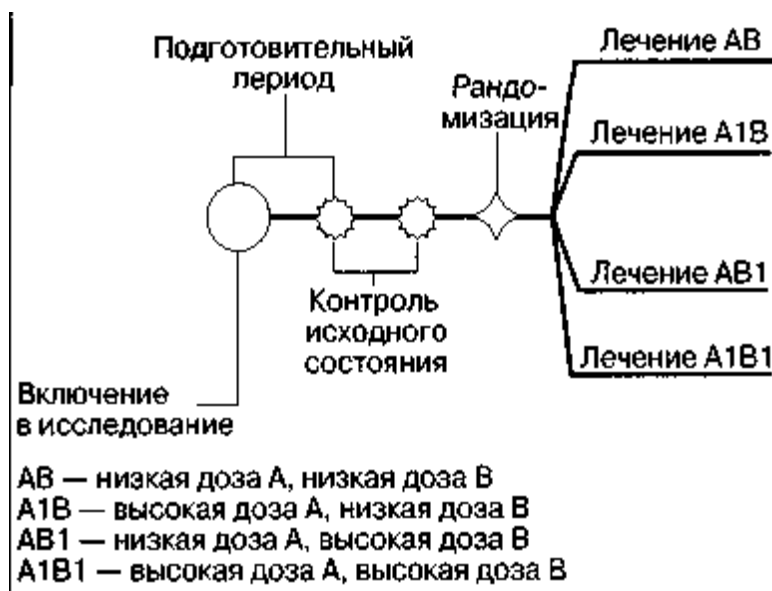 Подготовительный
период
Рандо-
мизация
Лечение АВ
Лечение А1В
Лечение АВ1
Лечение А1В1
Контроль
исходного
состояния
Включение
в исследование
АВ — низкая доза А, низкая доза В
А1В — высокая доза А, низкая доза В
АВ1 — низкая доза А, высокая доза В
А1В1 — высокая доза А, высокая доза В